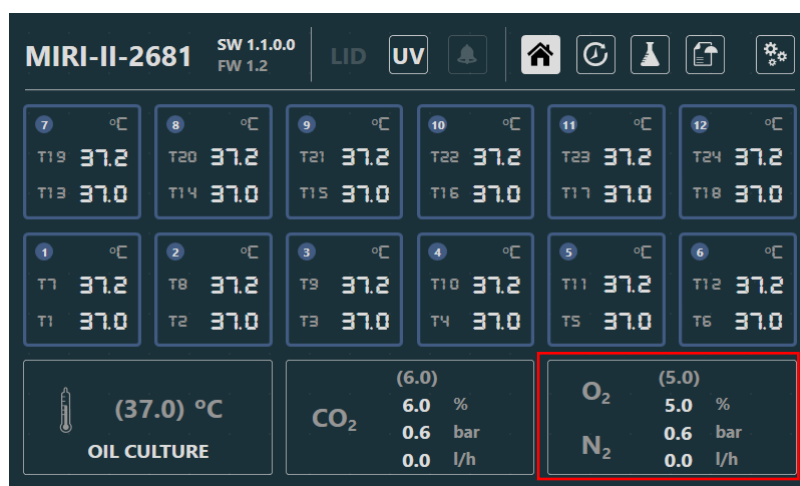 MIRI-II-2681 SW 1.1.0.0 LID UV
FW 1.2
7 °C 8 °C 9 °C 10 °C 11 °C 12 °C
T19 37.2 T20 37.2 T21 37.2 T22 37.2 T23 37.2 T24 37.2
T13 37.0 T14 37.0 T15 37.0 T16 37.0 T17 37.0 T18 37.0
1 °C 2 °C 3 °C 4 °C 5 °C 6 °C
T7 37.2 T8 37.2 T9 37.2 T10 37.2 T11 37.2 T12 37.2
T1 37.0 T2 37.0 T3 37.0 T4 37.0 T5 37.0 T6 37.0
(37.0) °C
OIL CULTURE
CO₂
(6.0)
6.0 %
0.6 bar
0.0 l/h
O₂
N₂
(5.0)
5.0 %
0.6 bar
0.0 l/h